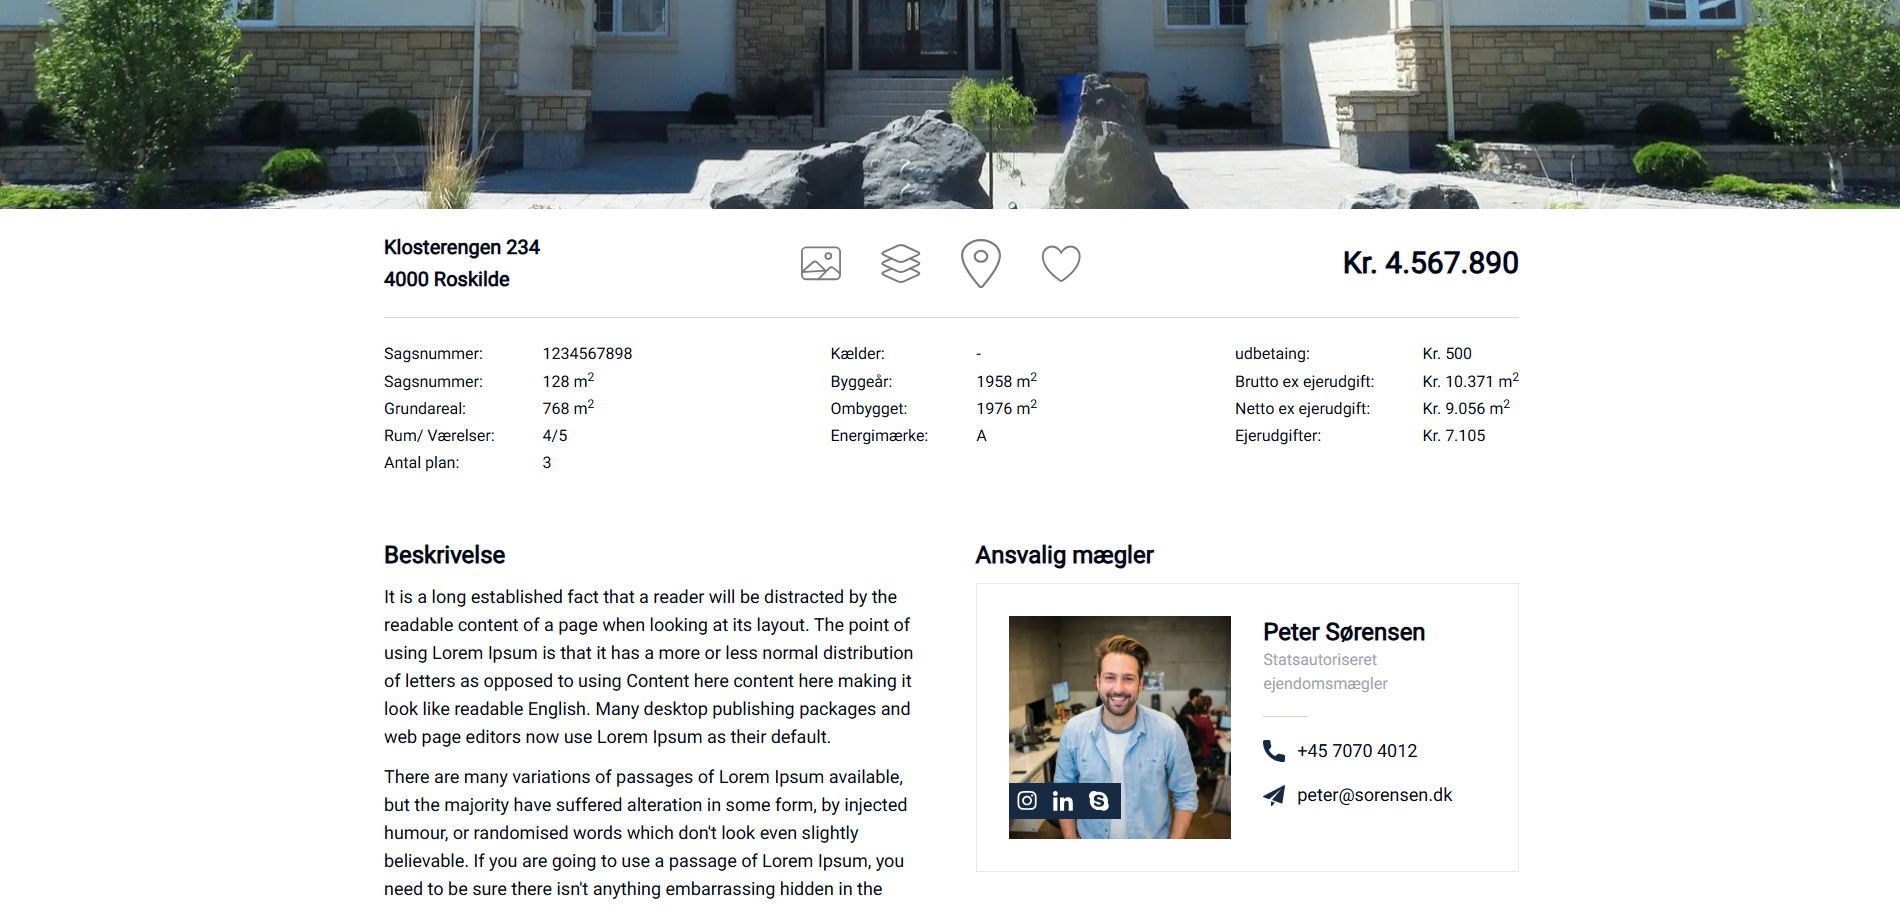 Klosterengen 234
4000 Roskilde
Kr. 4.567.890
Sagsnummer: 1234567898
Sagsnummer: 128 m²
Grundareal: 768 m²
Rum/ Værelser: 4/5
Antal plan: 3
Kælder: -
Byggeår: 1958 m²
Ombygget: 1976 m²
Energimærke: A
udbetaing: Kr. 500
Brutto ex ejerudgift: Kr. 10.371 m²
Netto ex ejerudgift: Kr. 9.056 m²
Ejerudgifter: Kr. 7.105
Beskrivelse
It is a long established fact that a reader will be distracted by the
readable content of a page when looking at its layout. The point of
using Lorem Ipsum is that it has a more or less normal distribution
of letters as opposed to using Content here content here making it
look like readable English. Many desktop publishing packages and
web page editors now use Lorem Ipsum as their default.
There are many variations of passages of Lorem Ipsum available,
but the majority have suffered alteration in some form, by injected
humour, or randomised words which don't look even slightly
believable. If you are going to use a passage of Lorem Ipsum, you
need to be sure there isn't anything embarrassing hidden in the
Ansvalig mægler
Peter Sørensen
Statsautoriseret
ejendomsmægler
+45 7070 4012
peter@sorensen.dk